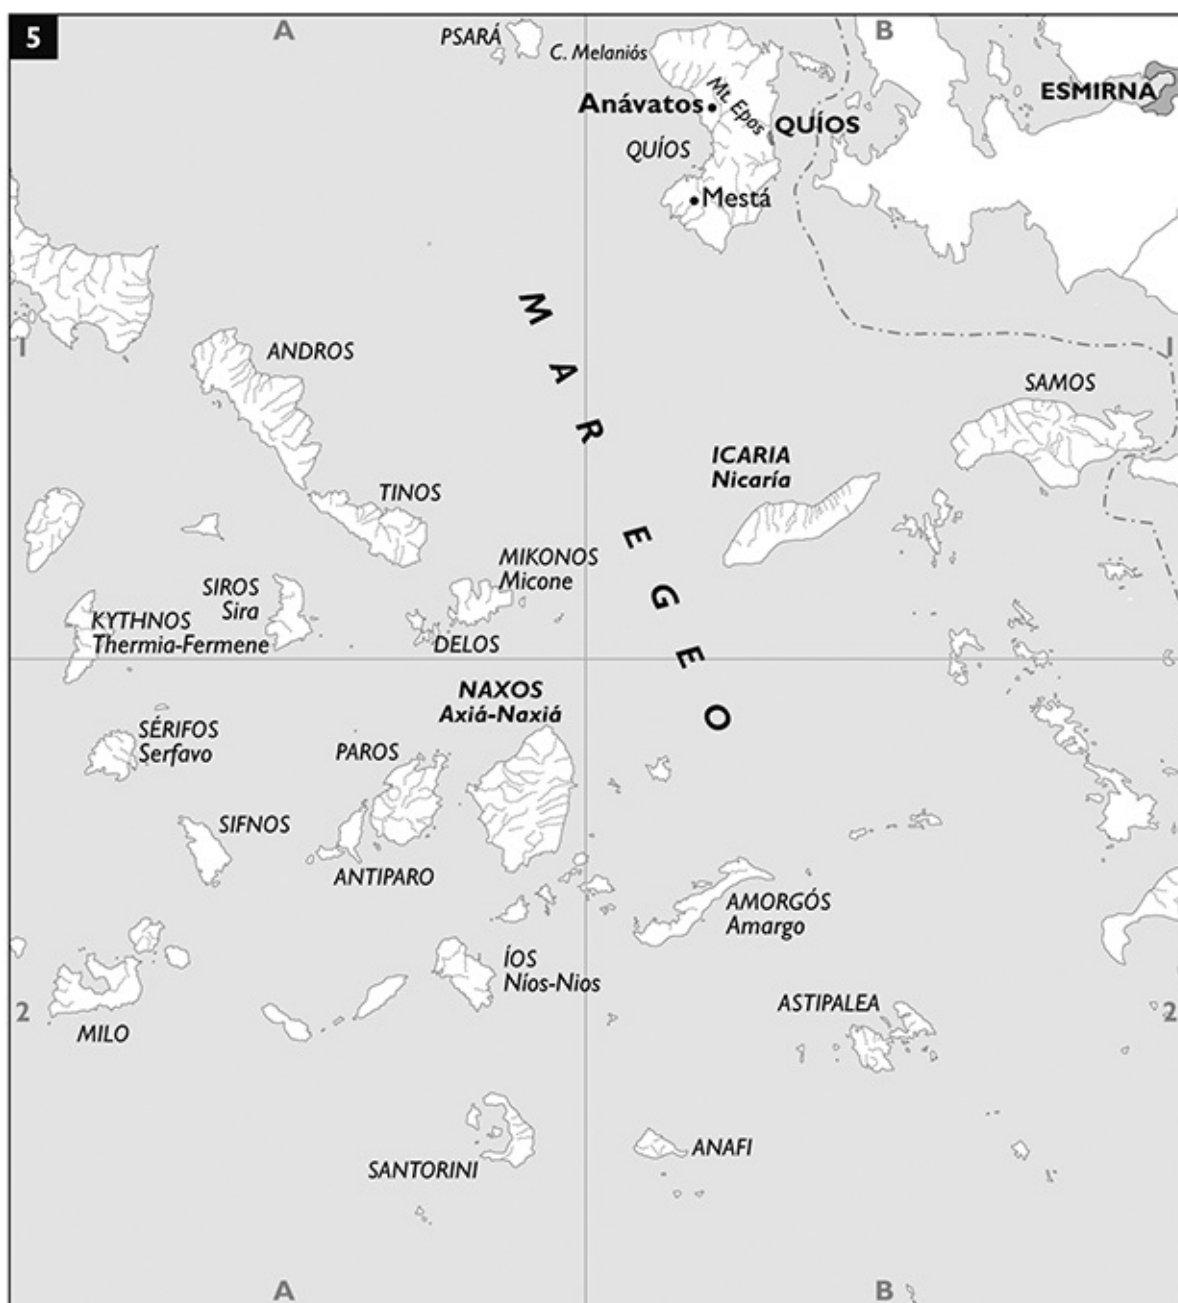 5
A
B
PSARÁ
C. Melaniós
ESMIRNA
Anávatos
Mt. Epos
QUÍOS
QUÍOS
Mestá
MAR EGEO
1
1
ANDROS
SAMOS
ICARIA
Nicaría
TINOS
MIKONOS
Micone
SIROS
Sira
KYTHNOS
Thermia-Fermene
DELOS
NAXOS
Axiá-Naxiá
SÉRIFOS
Serfavo
PAROS
SIFNOS
ANTIPARO
AMORGÓS
Amargo
ÍOS
Níos-Nios
ASTIPALEA
2
2
MILO
SANTORINI
ANAFI
A
B